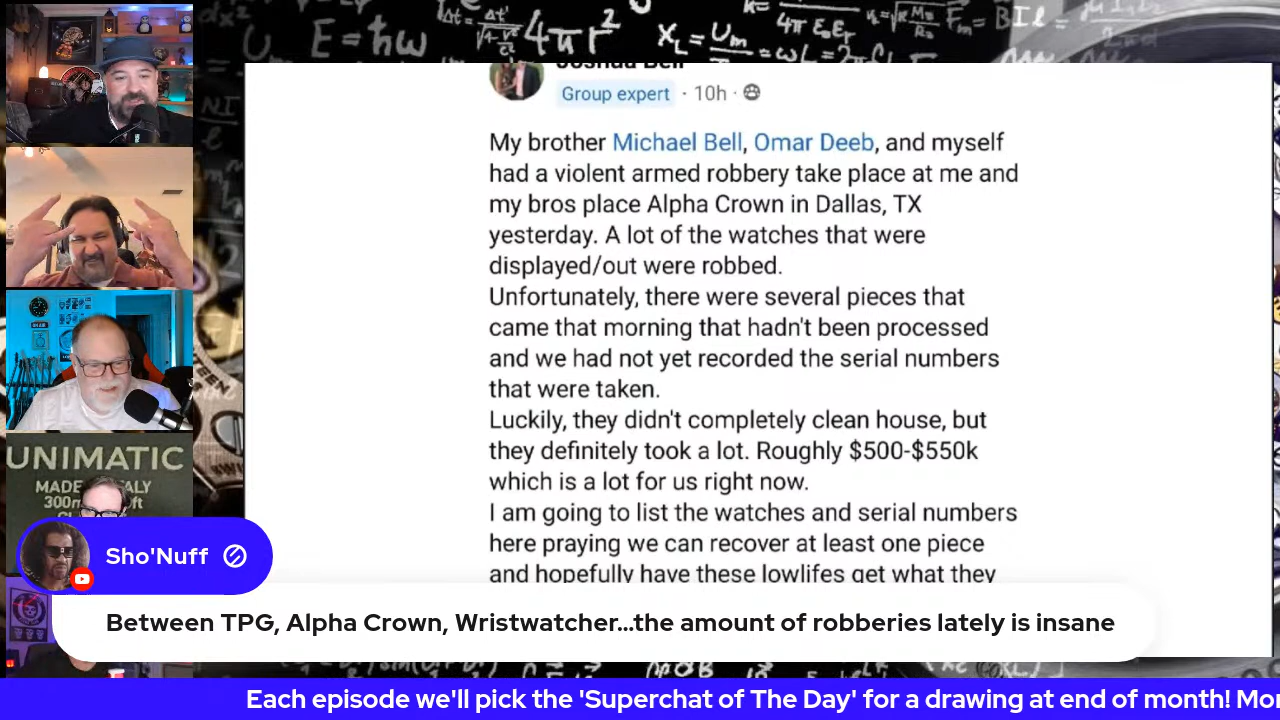 E = ħω
4πr²
Joshua Bell
Group expert · 10h ·
My brother Michael Bell, Omar Deeb, and myself
had a violent armed robbery take place at me and
my bros place Alpha Crown in Dallas, TX
yesterday. A lot of the watches that were
displayed/out were robbed.
Unfortunately, there were several pieces that
came that morning that hadn't been processed
and we had not yet recorded the serial numbers
that were taken.
Luckily, they didn't completely clean house, but
they definitely took a lot. Roughly $500-$550k
which is a lot for us right now.
I am going to list the watches and serial numbers
here praying we can recover at least one piece
and hopefully have these lowlifes get what they
UNIMATIC
Sho'Nuff
Between TPG, Alpha Crown, Wristwatcher...the amount of robberies lately is insane
Each episode we'll pick the 'Superchat of The Day' for a drawing at end of month! Mo